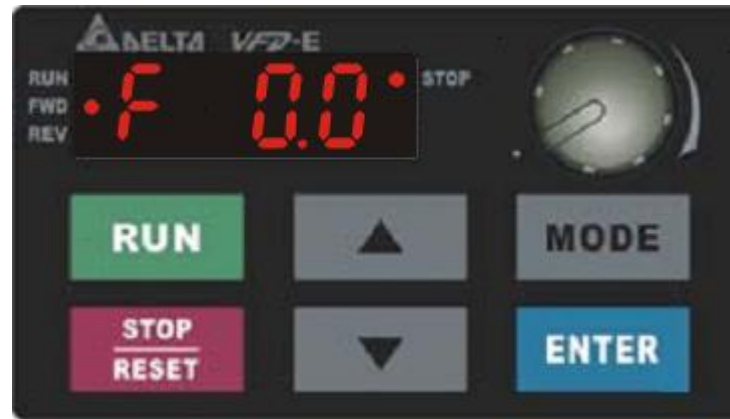 DELTA VFD-E
RUN
FWD
REV
F 0.0
STOP
RUN
MODE
STOP
RESET
ENTER